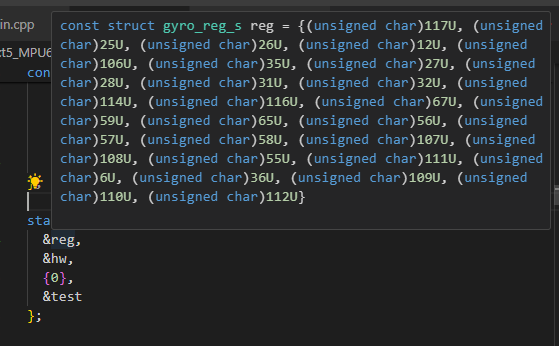 in.cpp
const struct gyro_reg_s reg = {(unsigned char)117U, (unsigned
char)25U, (unsigned char)26U, (unsigned char)12U, (unsigned
ct5_MPU6
char)106U, (unsigned char)35U, (unsigned char)27U, (unsigned
con
char)28U, (unsigned char)31U, (unsigned char)32U, (unsigned
char)114U, (unsigned char)116U, (unsigned char)67U, (unsigned
char)59U, (unsigned char)65U, (unsigned char)56U, (unsigned
char)57U, (unsigned char)58U, (unsigned char)107U, (unsigned
char)108U, (unsigned char)55U, (unsigned char)111U, (unsigned
char)6U, (unsigned char)36U, (unsigned char)109U, (unsigned
char)110U, (unsigned char)112U}
sta
&reg,
&hw,
{0},
&test
};